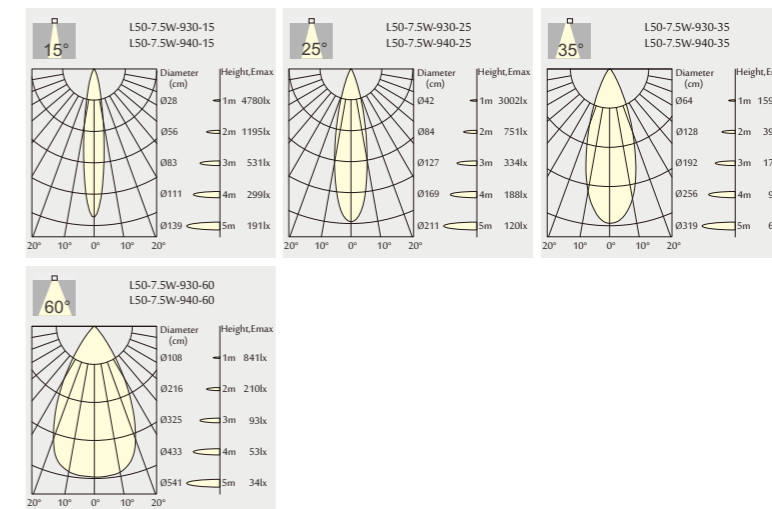 15°
L50-7.5W-930-15
L50-7.5W-940-15
Diameter Height,Emax
(cm)
Ø28 1m 4780lx
Ø56 2m 1195lx
Ø83 3m 531lx
Ø111 4m 299lx
Ø139 5m 191lx
20° 10° 0° 10° 20°
25°
L50-7.5W-930-25
L50-7.5W-940-25
Diameter Height,Emax
(cm)
Ø42 1m 3002lx
Ø84 2m 751lx
Ø127 3m 334lx
Ø169 4m 188lx
Ø211 5m 120lx
20° 10° 0° 10° 20°
35°
L50-7.5W-930-35
L50-7.5W-940-35
Diameter
(cm)
Ø64 1m
Ø128 2m
Ø192 3m
Ø256 4m
Ø319 5m
20° 10° 0° 10° 20°
60°
L50-7.5W-930-60
L50-7.5W-940-60
Diameter Height,Emax
(cm)
Ø108 1m 841lx
Ø216 2m 210lx
Ø325 3m 93lx
Ø433 4m 53lx
Ø541 5m 34lx
20° 10° 0° 10° 20°